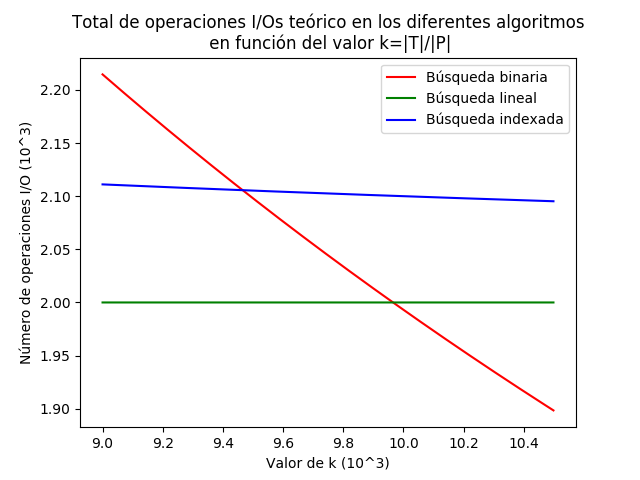 Total de operaciones I/Os teórico en los diferentes algoritmos
en función del valor k=|T|/|P|
Búsqueda binaria
Búsqueda lineal
Búsqueda indexada
Número de operaciones I/O (10^3)
2.20
2.15
2.10
2.05
2.00
1.95
1.90
9.0 9.2 9.4 9.6 9.8 10.0 10.2 10.4
Valor de k (10^3)